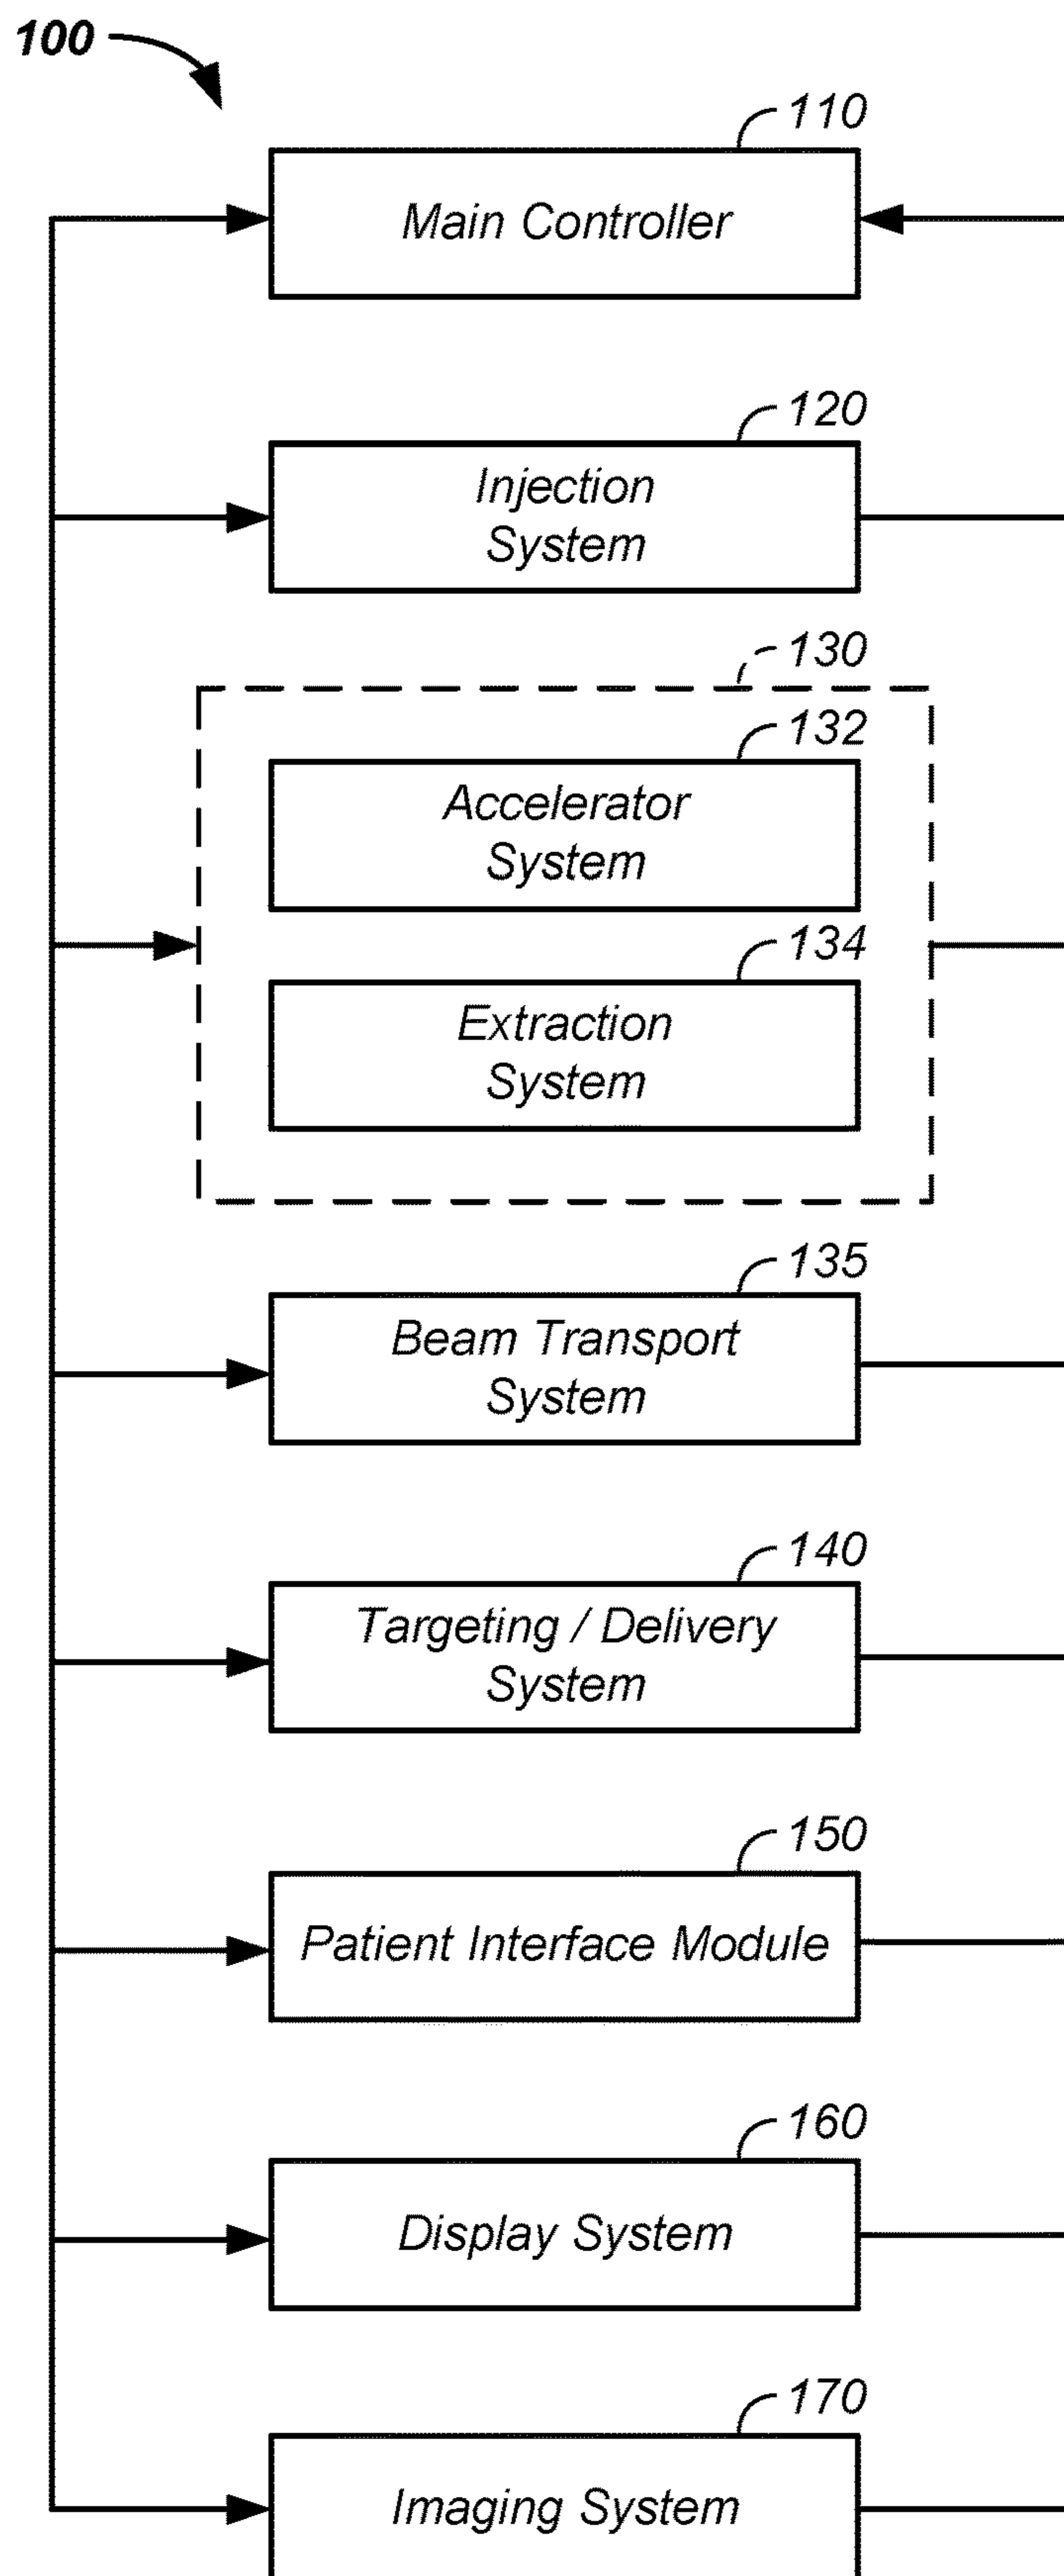 100
110
Main Controller
120
Injection
System
130
132
Accelerator
System
134
Extraction
System
135
Beam Transport
System
140
Targeting / Delivery
System
150
Patient Interface Module
160
Display System
170
Imaging System